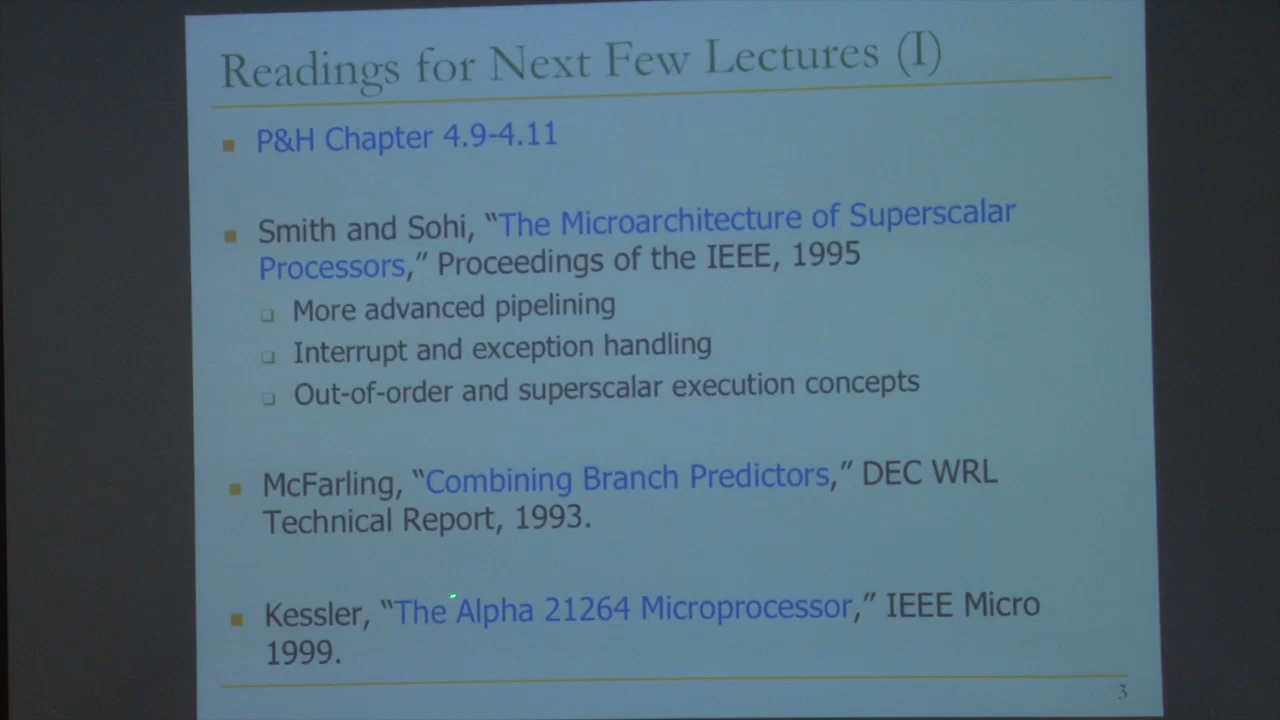 Readings for Next Few Lectures (I)
P&H Chapter 4.9-4.11
Smith and Sohi, “The Microarchitecture of Superscalar
Processors,” Proceedings of the IEEE, 1995
More advanced pipelining
Interrupt and exception handling
Out-of-order and superscalar execution concepts
McFarling, “Combining Branch Predictors,” DEC WRL
Technical Report, 1993.
Kessler, “The Alpha 21264 Microprocessor,” IEEE Micro
1999.
3